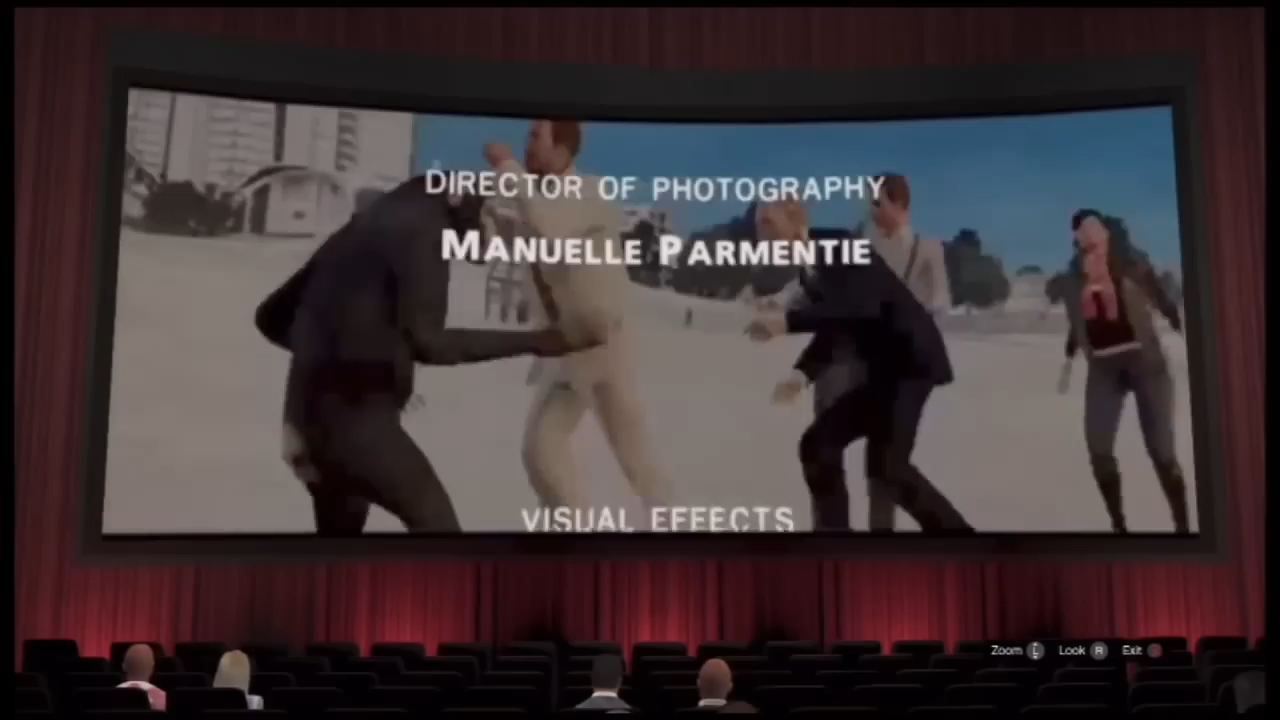 DIRECTOR OF PHOTOGRAPHY
MANUELLE PARMENTIE
VISUAL EFFECTS
Zoom L Look R Exit